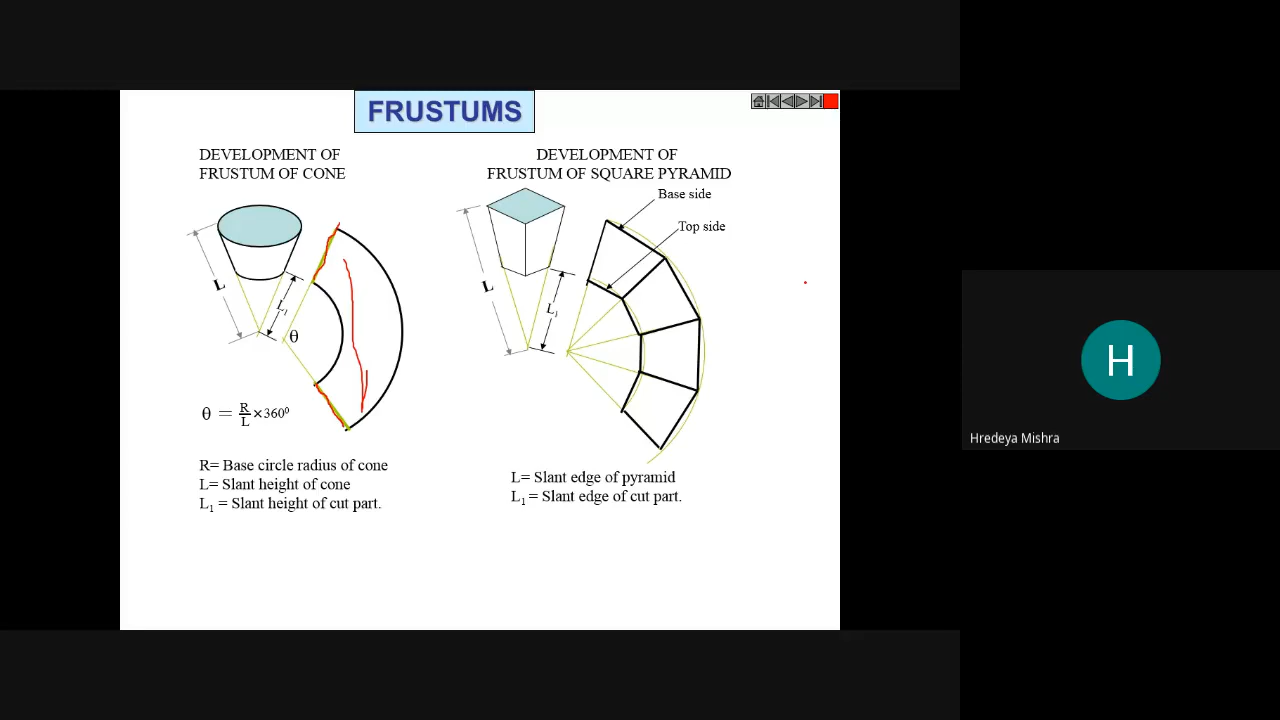 FRUSTUMS
DEVELOPMENT OF
FRUSTUM OF CONE
L
L1
θ
θ = R/L ×360⁰
R= Base circle radius of cone
L= Slant height of cone
L1 = Slant height of cut part.
DEVELOPMENT OF
FRUSTUM OF SQUARE PYRAMID
Base side
Top side
L
L1
L= Slant edge of pyramid
L1 = Slant edge of cut part.
H
Hredeya Mishra